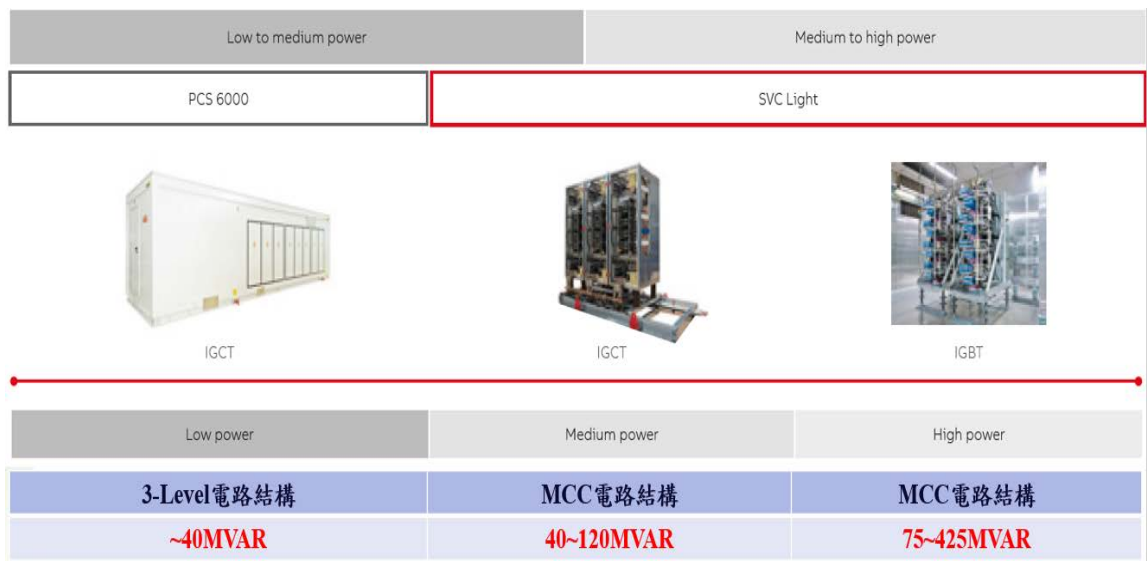 Low to medium power
Medium to high power
PCS 6000
SVC Light
IGCT
IGCT
IGBT
Low power
Medium power
High power
3-Level電路結構
MCC電路結構
MCC電路結構
~40MVAR
40~120MVAR
75~425MVAR